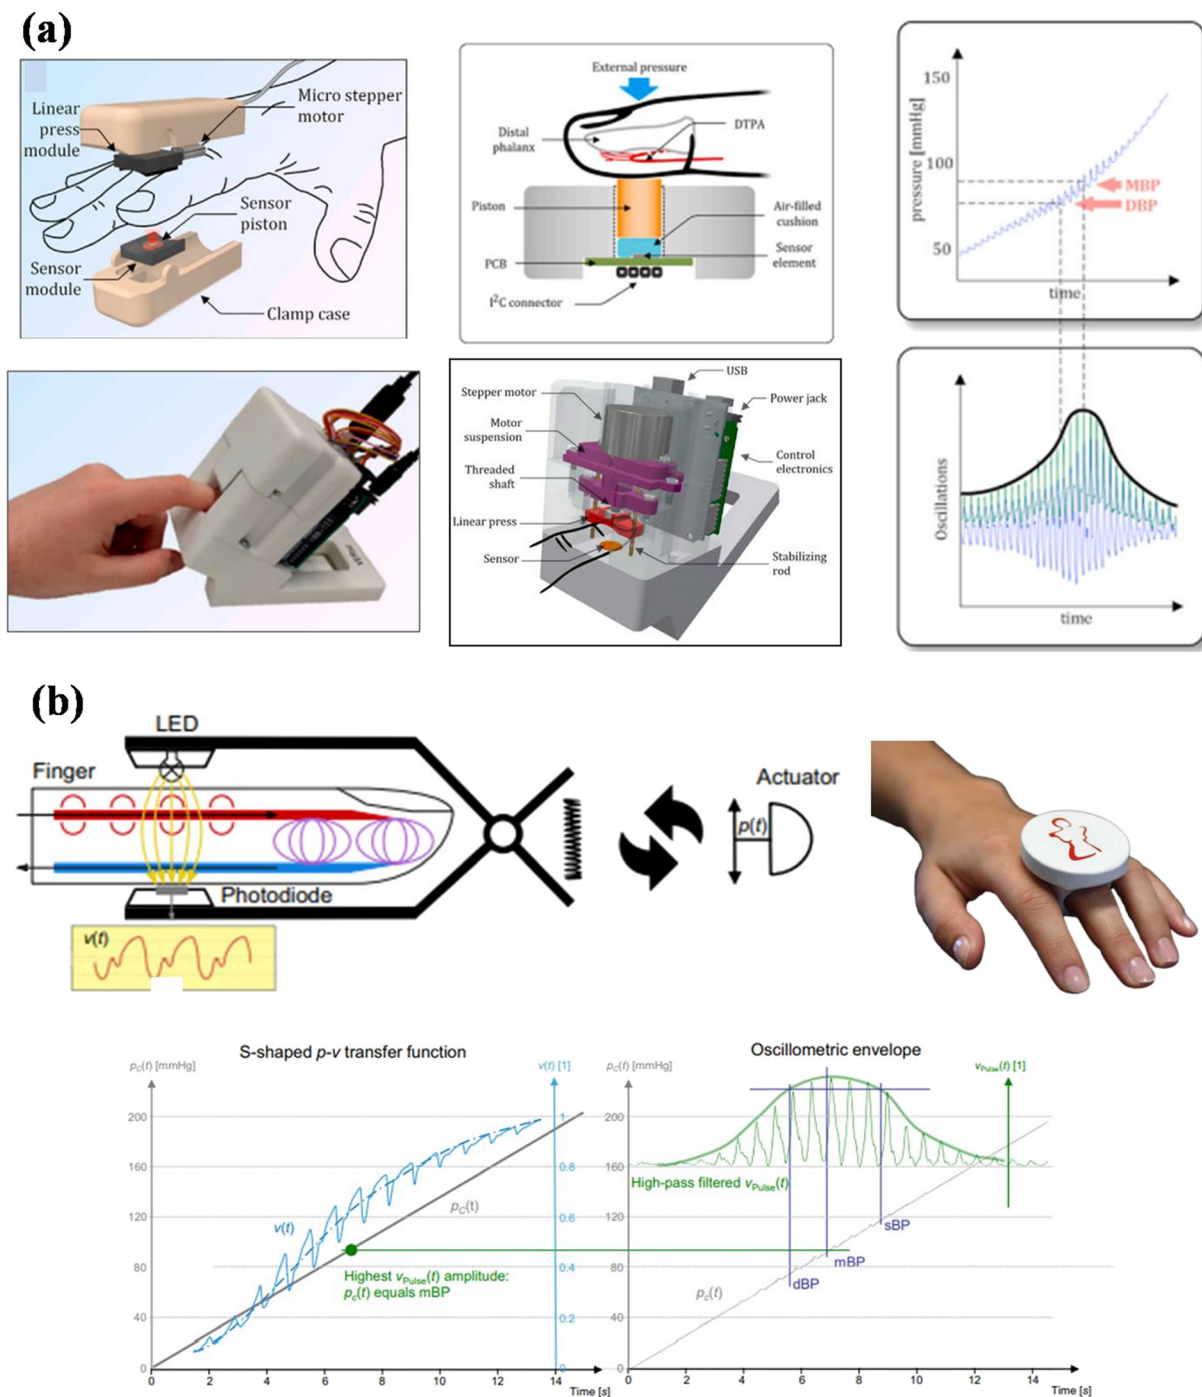 (a)
Linear
press
module
Micro stepper
motor
Sensor
piston
Sensor
module
Clamp case
External pressure
Distal
phalanx
DTPA
Piston
Air-filled
cushion
Sensor
element
PCB
I²C connector
pressure [mmHg]
150
100
50
MBP
DBP
time
Stepper motor
USB
Power jack
Motor
suspension
Control
electronics
Threaded
shaft
Linear press
Sensor
Stabilizing
rod
Oscillations
time
(b)
LED
Finger
Photodiode
v(t)
Actuator
p(t)
S-shaped p-v transfer function
pC(t) [mmHg]
v(t) [1]
200
160
120
80
40
0
1
0.8
0.6
0.4
0.2
0
v(t)
pC(t)
Highest vPulse(t) amplitude:
pc(t) equals mBP
0 2 4 6 8 10 12 14
Time [s]
Oscillometric envelope
pC(t) [mmHg]
vPulse(t) [1]
200
160
120
80
40
0
High-pass filtered vPulse(t)
sBP
mBP
dBP
pC(t)
0 2 4 6 8 10 12 14
Time [s]